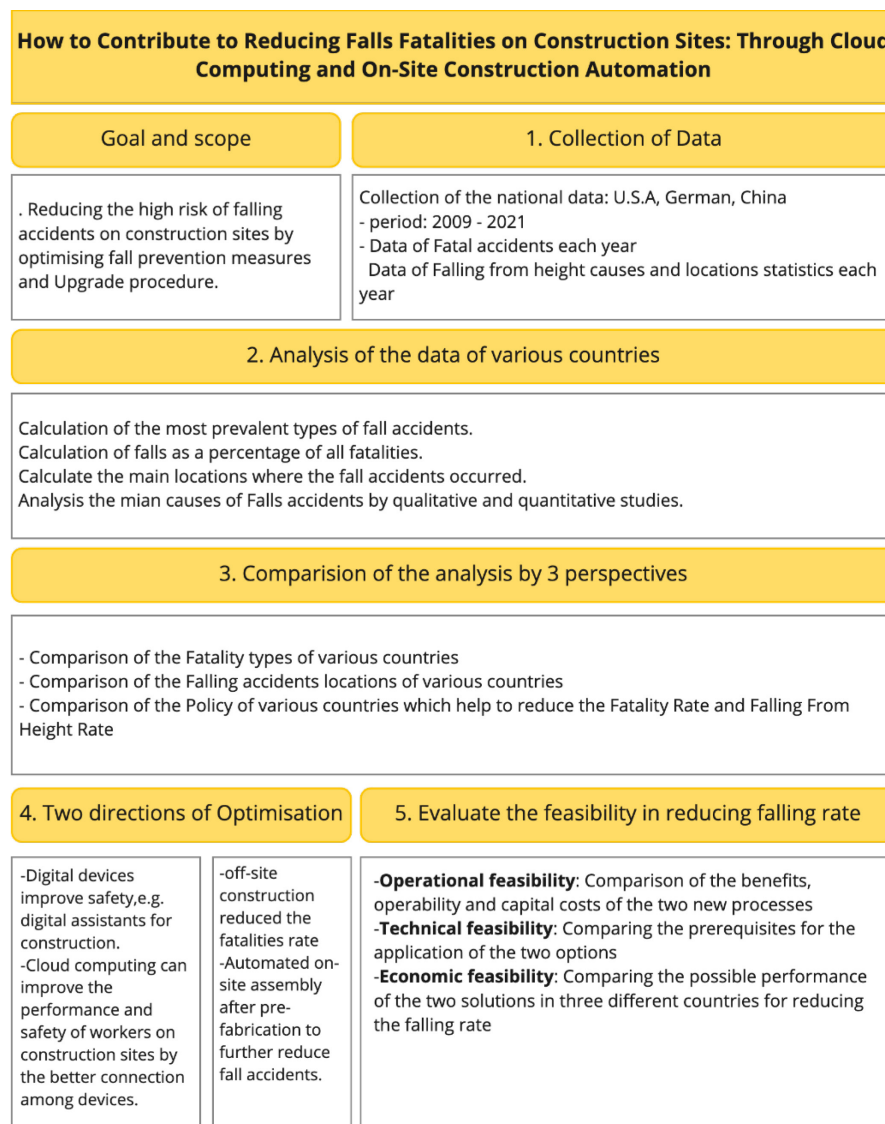 How to Contribute to Reducing Falls Fatalities on Construction Sites: Through Cloud
Computing and On-Site Construction Automation
Goal and scope
. Reducing the high risk of falling
accidents on construction sites by
optimising fall prevention measures
and Upgrade procedure.
1. Collection of Data
Collection of the national data: U.S.A, German, China
- period: 2009 - 2021
- Data of Fatal accidents each year
Data of Falling from height causes and locations statistics each
year
2. Analysis of the data of various countries
Calculation of the most prevalent types of fall accidents.
Calculation of falls as a percentage of all fatalities.
Calculate the main locations where the fall accidents occurred.
Analysis the mian causes of Falls accidents by qualitative and quantitative studies.
3. Comparision of the analysis by 3 perspectives
- Comparison of the Fatality types of various countries
- Comparison of the Falling accidents locations of various countries
- Comparison of the Policy of various countries which help to reduce the Fatality Rate and Falling From
Height Rate
4. Two directions of Optimisation
-Digital devices
improve safety,e.g.
digital assistants for
construction.
-Cloud computing can
improve the
performance and
safety of workers on
construction sites by
the better connection
among devices.
-off-site
construction
reduced the
fatalities rate
-Automated on-
site assembly
after pre-
fabrication to
further reduce
fall accidents.
5. Evaluate the feasibility in reducing falling rate
-Operational feasibility: Comparison of the benefits,
operability and capital costs of the two new processes
-Technical feasibility: Comparing the prerequisites for the
application of the two options
-Economic feasibility: Comparing the possible performance
of the two solutions in three different countries for reducing
the falling rate